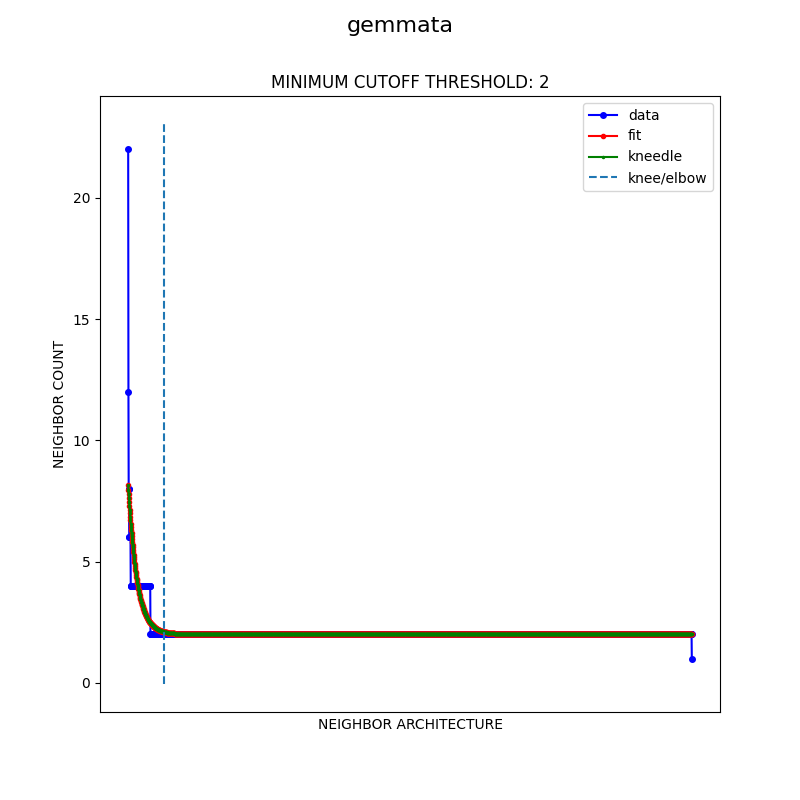 gemmata
MINIMUM CUTOFF THRESHOLD: 2
data
fit
kneedle
knee/elbow
20
15
10
5
0
NEIGHBOR COUNT
NEIGHBOR ARCHITECTURE